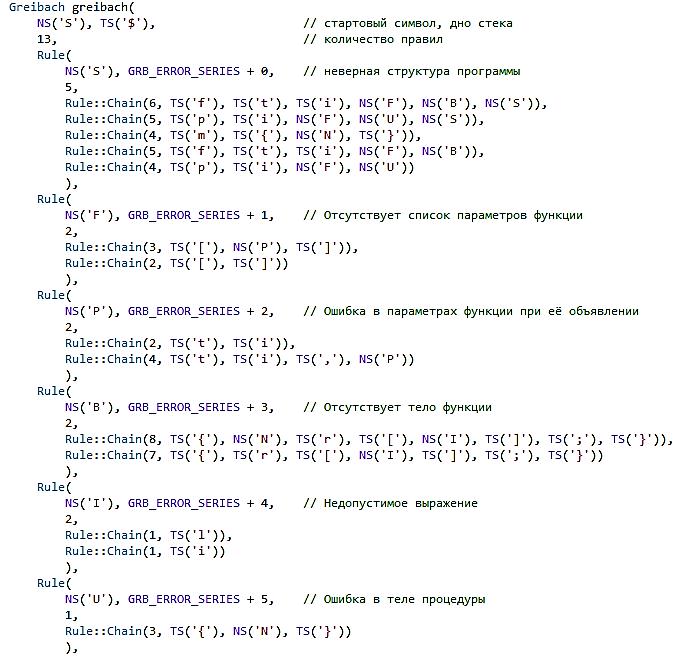 Greibach greibach(
    NS('S'), TS('$'),                   // стартовый символ, дно стека
    13,                                 // количество правил
    Rule(
        NS('S'), GRB_ERROR_SERIES + 0,    // неверная структура программы
        5,
        Rule::Chain(6, TS('f'), TS('t'), TS('i'), NS('F'), NS('B'), NS('S')),
        Rule::Chain(5, TS('p'), TS('i'), NS('F'), NS('U'), NS('S')),
        Rule::Chain(4, TS('m'), TS('{'), NS('N'), TS('}')),
        Rule::Chain(5, TS('f'), TS('t'), TS('i'), NS('F'), NS('B')),
        Rule::Chain(4, TS('p'), TS('i'), NS('F'), NS('U'))
        ),
    Rule(
        NS('F'), GRB_ERROR_SERIES + 1,    // Отсутствует список параметров функции
        2,
        Rule::Chain(3, TS('['), NS('P'), TS(']')),
        Rule::Chain(2, TS('['), TS(']'))
        ),
    Rule(
        NS('P'), GRB_ERROR_SERIES + 2,    // Ошибка в параметрах функции при её объявлении
        2,
        Rule::Chain(2, TS('t'), TS('i')),
        Rule::Chain(4, TS('t'), TS('i'), TS(','), NS('P'))
        ),
    Rule(
        NS('B'), GRB_ERROR_SERIES + 3,    // Отсутствует тело функции
        2,
        Rule::Chain(8, TS('{'), NS('N'), TS('r'), TS('['), NS('I'), TS(']'), TS(';'), TS('}')),
        Rule::Chain(7, TS('{'), TS('r'), TS('['), NS('I'), TS(']'), TS(';'), TS('}'))
        ),
    Rule(
        NS('I'), GRB_ERROR_SERIES + 4,    // Недопустимое выражение
        2,
        Rule::Chain(1, TS('l')),
        Rule::Chain(1, TS('i'))
        ),
    Rule(
        NS('U'), GRB_ERROR_SERIES + 5,    // Ошибка в теле процедуры
        1,
        Rule::Chain(3, TS('{'), NS('N'), TS('}'))
        ),